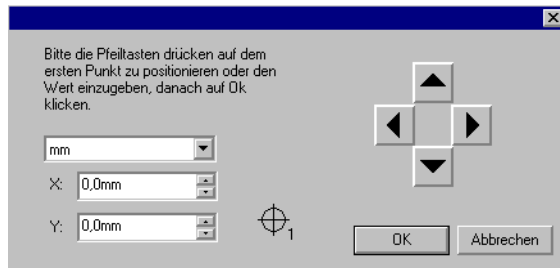 Bitte die Pfeiltasten drücken auf dem
ersten Punkt zu positionieren oder den
Wert einzugeben, danach auf Ok
klicken.
mm
X: 0,0mm
Y: 0,0mm
1
OK Abbrechen